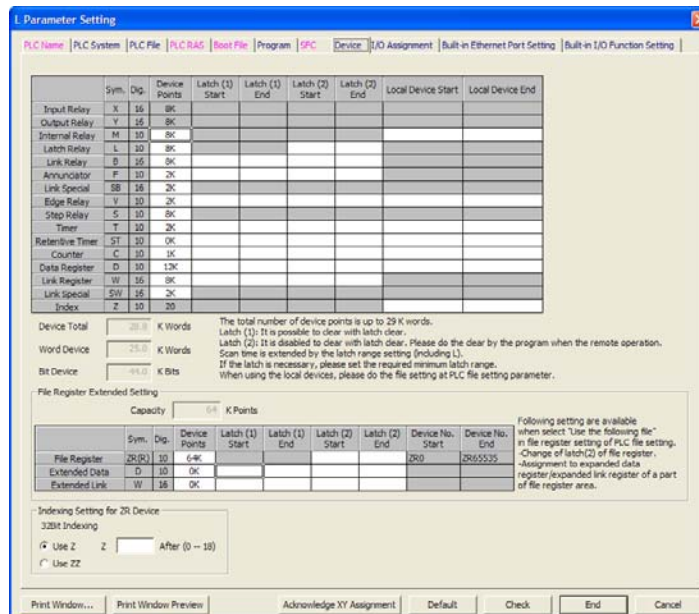 L Parameter Setting
PLC Name PLC System PLC File PLC RAS Boot File Program SFC Device I/O Assignment Built-in Ethernet Port Setting Built-in I/O Function Setting
Sym. Dig. Device Points Latch (1) Start Latch (1) End Latch (2) Start Latch (2) End Local Device Start Local Device End
Input Relay X 16 8K
Output Relay Y 16 8K
Internal Relay M 10 8K
Latch Relay L 10 8K
Link Relay B 16 8K
Annunciator F 10 2K
Link Special SB 16 2K
Edge Relay V 10 2K
Step Relay S 10 8K
Timer T 10 2K
Retentive Timer ST 10 0K
Counter C 10 1K
Data Register D 10 12K
Link Register W 16 8K
Link Special SW 16 2K
Index Z 10 20
Device Total 28.8 K Words
Word Device 25.0 K Words
Bit Device 44.0 K Bits
The total number of device points is up to 29 K words.
Latch (1): It is possible to clear with latch clear.
Latch (2): It is disabled to clear with latch clear. Please do the clear by the program when the remote operation.
Scan time is extended by the latch range setting (including L).
If the latch is necessary, please set the required minimum latch range.
When using the local devices, please do the file setting at PLC file setting parameter.
File Register Extended Setting
Capacity 64 K Points
Sym. Dig. Device Points Latch (1) Start Latch (1) End Latch (2) Start Latch (2) End Device No. Start Device No. End
File Register ZR(R) 10 64K ZR0 ZR65535
Extended Data D 10 0K
Extended Link W 16 0K
Following setting are available
when select "Use the following file"
in file register setting of PLC file setting.
-Change of latch(2) of file register.
-Assignment to expanded data
register/expanded link register of a part
of file register area.
Indexing Setting for ZR Device
32Bit Indexing
Use Z Z After (0 -- 18)
Use ZZ
Print Window... Print Window Preview Acknowledge XY Assignment Default Check End Cancel